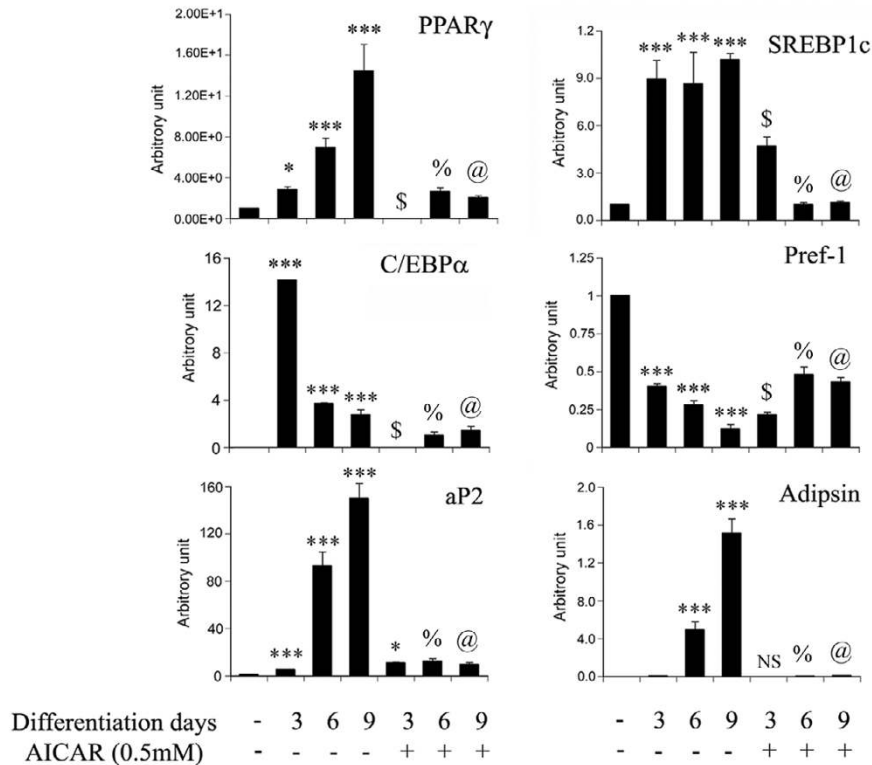 PPARγ
Arbitrory unit
2.00E+1
1.60E+1
1.20E+1
8.00E+0
4.00E+0
0.00E+0
* *** *** $ % @
SREBP1c
Arbitrory unit
12.0
9.0
6.0
3.0
0.0
*** *** *** $ % @
C/EBPα
Arbitrory unit
16
12
8
4
0
*** *** *** $ % @
Pref-1
Arbitrory unit
1.25
1
0.75
0.5
0.25
0
*** *** *** $ % @
aP2
Arbitrory unit
160
120
80
40
0
*** *** *** * % @
Adipsin
Arbitrory unit
2.0
1.6
1.2
8.0
4.0
0.0
*** *** NS % @
Differentiation days - 3 6 9 3 6 9 - 3 6 9 3 6 9
AICAR (0.5mM) - - - - + + + - - - - + + +